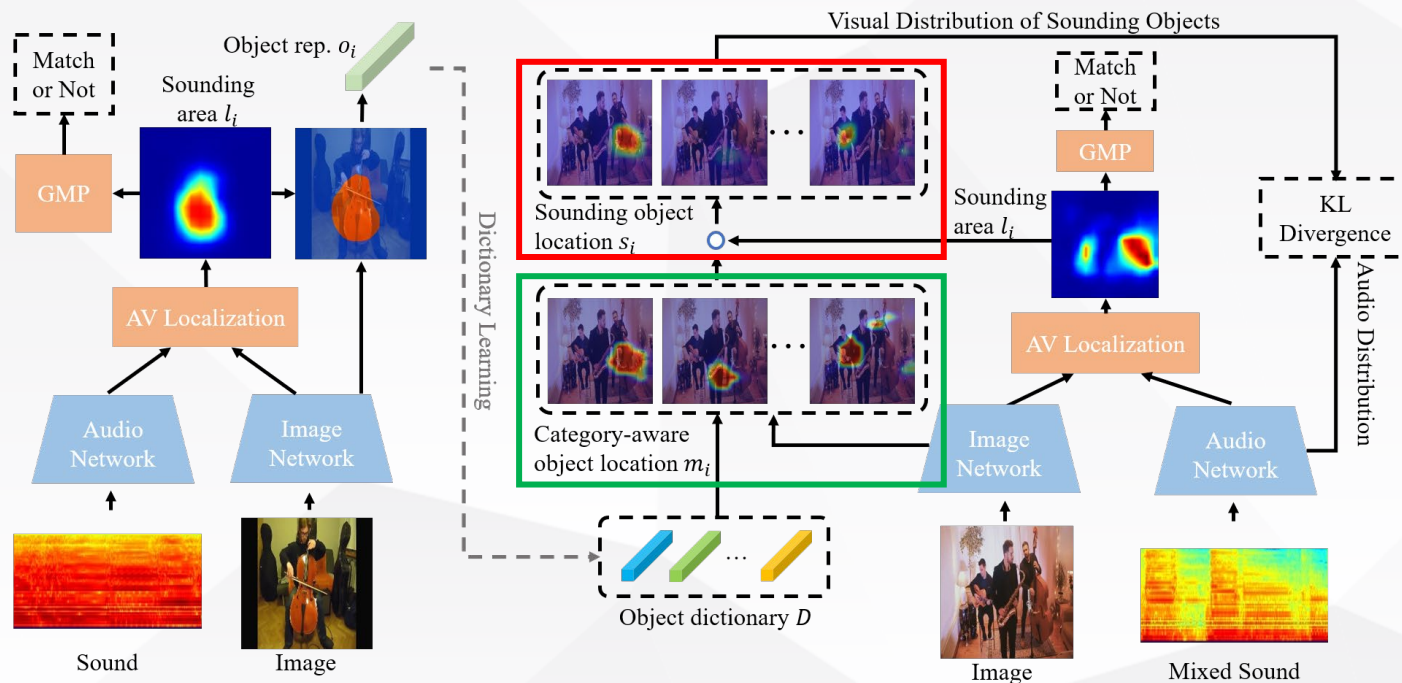 Match
or Not
GMP
Sounding
area l_i
Object rep. o_i
AV Localization
Audio
Network
Image
Network
Sound
Image
Dictionary Learning
Visual Distribution of Sounding Objects
Sounding object
location s_i
Category-aware
object location m_i
...
Object dictionary D
Match
or Not
GMP
Sounding
area l_i
KL
Divergence
Audio Distribution
AV Localization
Image
Network
Audio
Network
Image
Mixed Sound